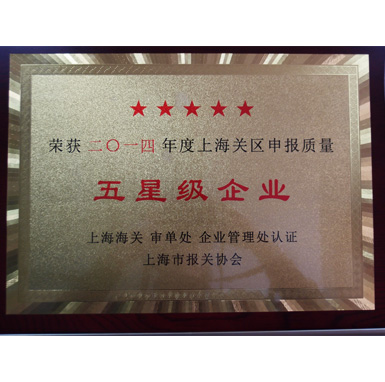 荣获 二〇一四 年度上海关区申报质量
五星级企业
上海海关 审单处 企业管理处认证
上海市报关协会